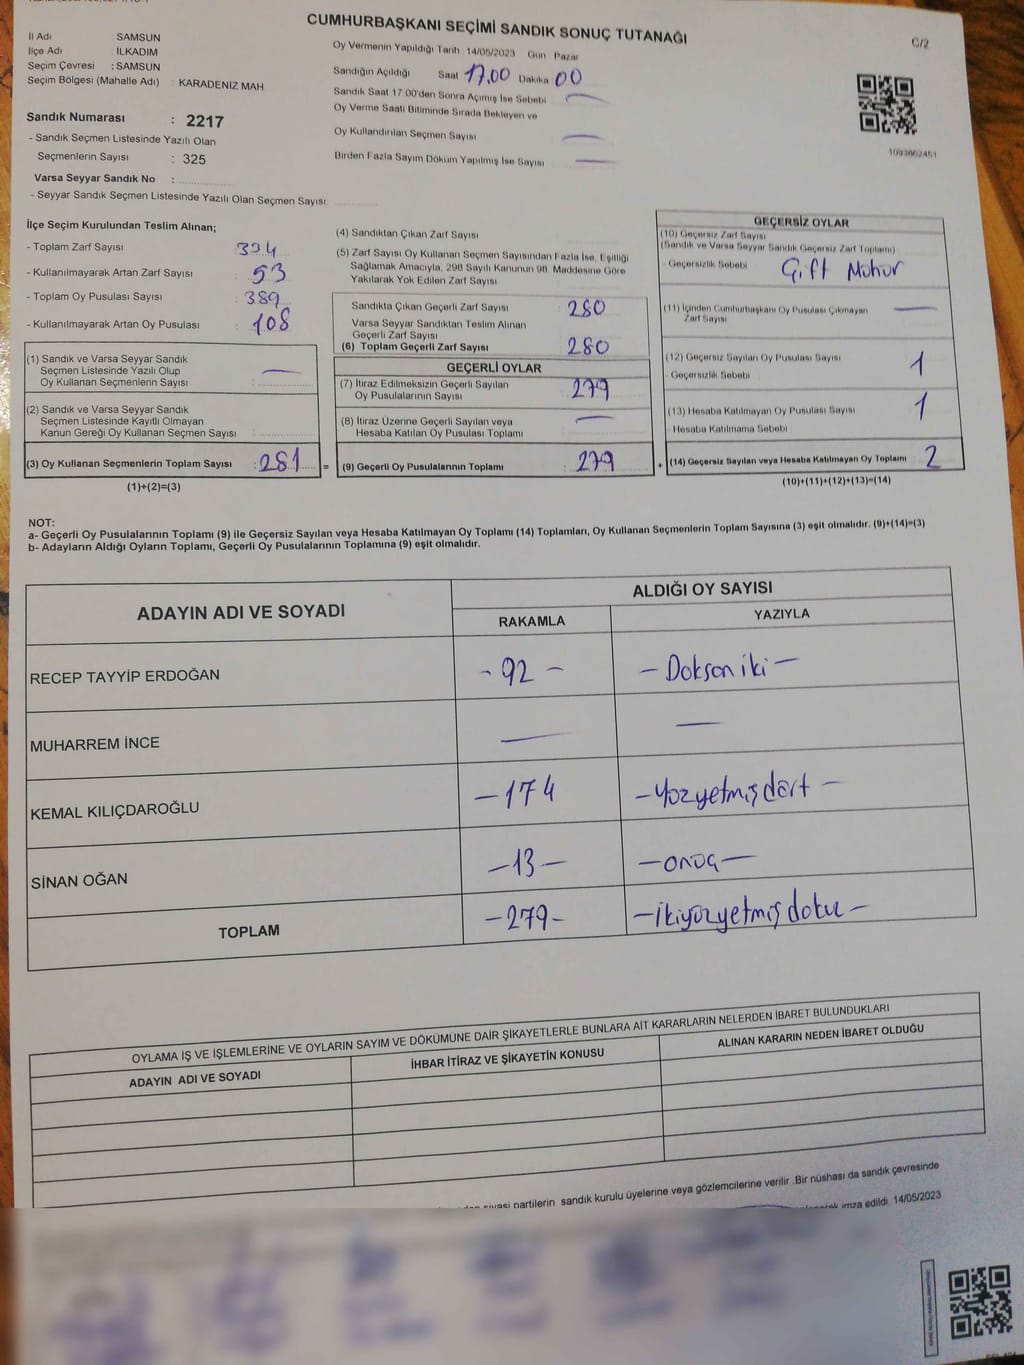 CUMHURBAŞKANI SEÇİMİ SANDIK SONUÇ TUTANAĞI
C/2
İl Adı : SAMSUN
İlçe Adı : İLKADIM
Seçim Çevresi : SAMSUN
Seçim Bölgesi (Mahalle Adı) : KARADENİZ MAH
Oy Vermenin Yapıldığı Tarih 14/05/2023 Gün Pazar
Sandığın Açıldığı Saat 17.00 Dakika 00
Sandık Saat 17 00'den Sonra Açımış İse Sebebi
Oy Verme Saati Bitiminde Sırada Bekleyen ve
Oy Kullandırılan Seçmen Sayısı
Birden Fazla Sayım Döküm Yapılmış İse Sayısı
1093862451
Sandık Numarası : 2217
- Sandık Seçmen Listesinde Yazılı Olan
Seçmenlerin Sayısı : 325
Varsa Seyyar Sandık No :
- Seyyar Sandık Seçmen Listesinde Yazılı Olan Seçmen Sayısı:
İlçe Seçim Kurulundan Teslim Alınan;
- Toplam Zarf Sayısı : 334
- Kullanılmayarak Artan Zarf Sayısı : 53
- Toplam Oy Pusulası Sayısı : 389
- Kullanılmayarak Artan Oy Pusulası : 108
(1) Sandık ve Varsa Seyyar Sandık
Seçmen Listesinde Yazılı Olup
Oy Kullanan Seçmenlerin Sayısı :
(2) Sandık ve Varsa Seyyar Sandık
Seçmen Listesinde Kayıtlı Olmayan
Kanun Gereği Oy Kullanan Seçmen Sayısı :
(3) Oy Kullanan Seçmenlerin Toplam Sayısı : 281 =
(1)+(2)=(3)
(4) Sandıktan Çıkan Zarf Sayısı
(5) Zarf Sayısı Oy Kullanan Seçmen Sayısından Fazla İse, Eşitliği
Sağlamak Amacıyla, 298 Sayılı Kanunun 98. Maddesine Göre
Yakılarak Yok Edilen Zarf Sayısı
Sandıkta Çıkan Geçerli Zarf Sayısı 280
Varsa Seyyar Sandıktan Teslim Alınan
Geçerli Zarf Sayısı
(6) Toplam Geçerli Zarf Sayısı 280
GEÇERLİ OYLAR
(7) İtiraz Edilmeksizin Geçerli Sayılan
Oy Pusulalarının Sayısı 279
(8) İtiraz Üzerine Geçerli Sayılan veya
Hesaba Katılan Oy Pusulası Toplamı
(9) Geçerli Oy Pusulalarının Toplamı : 279 +
GEÇERSİZ OYLAR
(10) Geçersiz Zarf Sayısı
(Sandık ve Varsa Seyyar Sandık Geçersiz Zarf Toplamı)
- Geçersizlik Sebebi Çift Mühür
(11) İçinden Cumhurbaşkanı Oy Pusulası Çıkmayan
Zarf Sayısı
(12) Geçersiz Sayılan Oy Pusulası Sayısı 1
- Geçersizlik Sebebi
(13) Hesaba Katılmayan Oy Pusulası Sayısı 1
- Hesaba Katılmama Sebebi
(14) Geçersiz Sayılan veya Hesaba Katılmayan Oy Toplamı 2
(10)+(11)+(12)+(13)=(14)
NOT:
a- Geçerli Oy Pusulalarının Toplamı (9) ile Geçersiz Sayılan veya Hesaba Katılmayan Oy Toplamı (14) Toplamları, Oy Kullanan Seçmenlerin Toplam Sayısına (3) eşit olmalıdır. (9)+(14)=(3)
b- Adayların Aldığı Oyların Toplamı, Geçerli Oy Pusulalarının Toplamına (9) eşit olmalıdır.
ADAYIN ADI VE SOYADI
ALDIĞI OY SAYISI
RAKAMLA YAZIYLA
RECEP TAYYİP ERDOĞAN - 92 - - Doksan iki -
MUHARREM İNCE
KEMAL KILIÇDAROĞLU - 174 - Yüzyetmiş dört -
SİNAN OĞAN - 13 - - onüç -
TOPLAM - 279 - - ikiyüzyetmiş doku -
OYLAMA İŞ VE İŞLEMLERİNE VE OYLARIN SAYIM VE DÖKÜMÜNE DAİR ŞİKAYETLERLE BUNLARA AİT KARARLARIN NELERDEN İBARET BULUNDUKLARI
ADAYIN ADI VE SOYADI İHBAR İTİRAZ VE ŞİKAYETİN KONUSU ALINAN KARARIN NEDEN İBARET OLDUĞU
siyasi partilerin sandık kurulu üyelerine veya gözlemcilerine verilir. Bir nüshası da sandık çevresinde
imza edildi. 14/05/2023